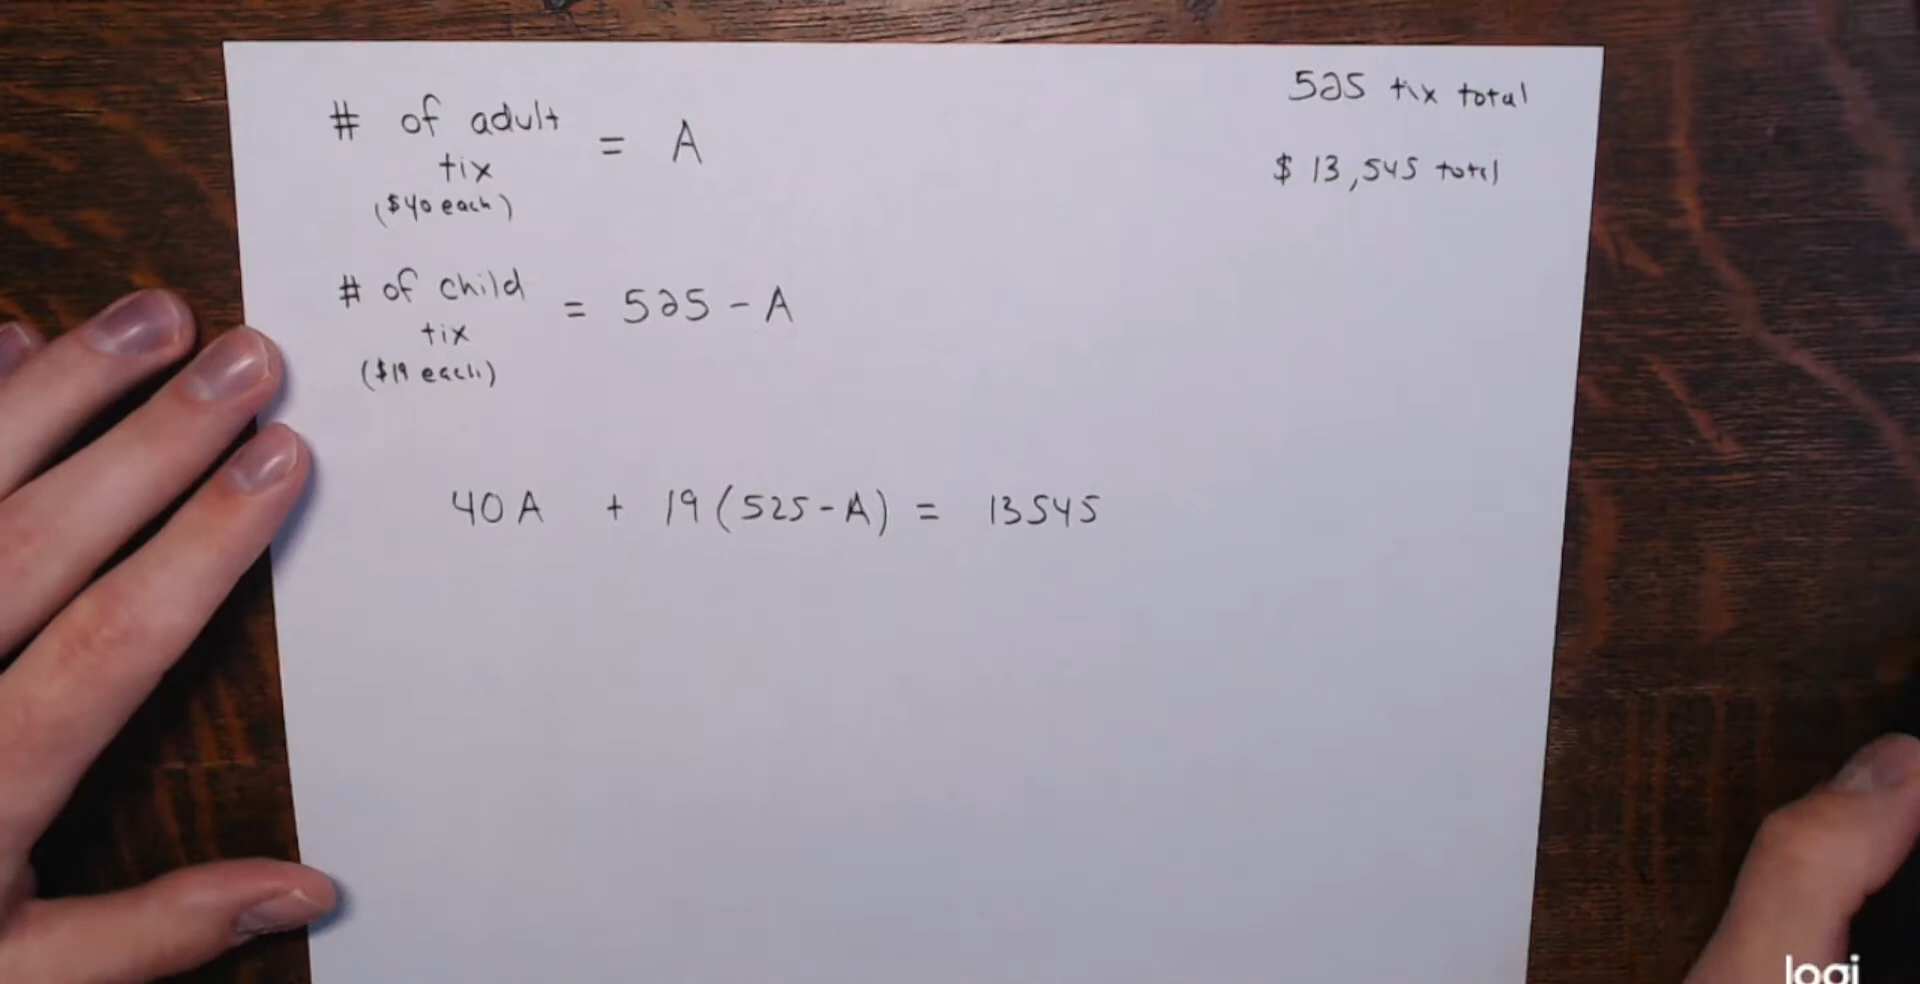 # of adult tix ($40 each) = A
525 tix total
$ 13,545 total
# of child tix ($19 each) = 525 - A
40A + 19(525-A) = 13545
logi